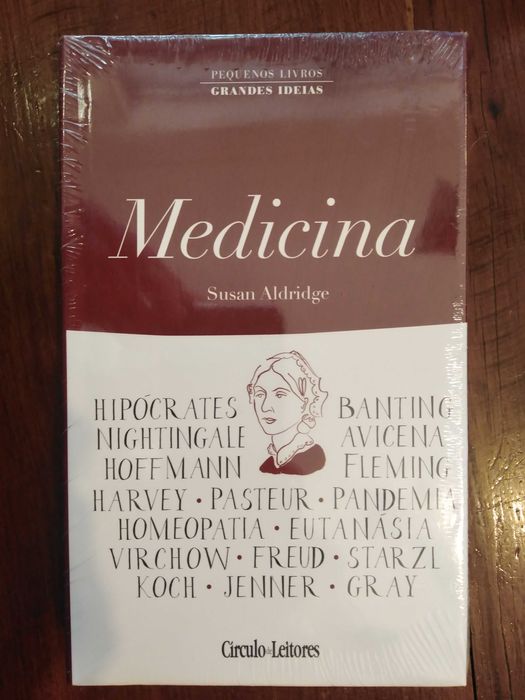 PEQUENOS LIVROS
GRANDES IDEIAS
Medicina
Susan Aldridge
HIPÓCRATES BANTING
NIGHTINGALE AVICENA
HOFFMANN FLEMING
HARVEY • PASTEUR • PANDEMIA
HOMEOPATIA • EUTANÁSIA
VIRCHOW • FREUD • STARZL
KOCH • JENNER • GRAY
Círculo de Leitores